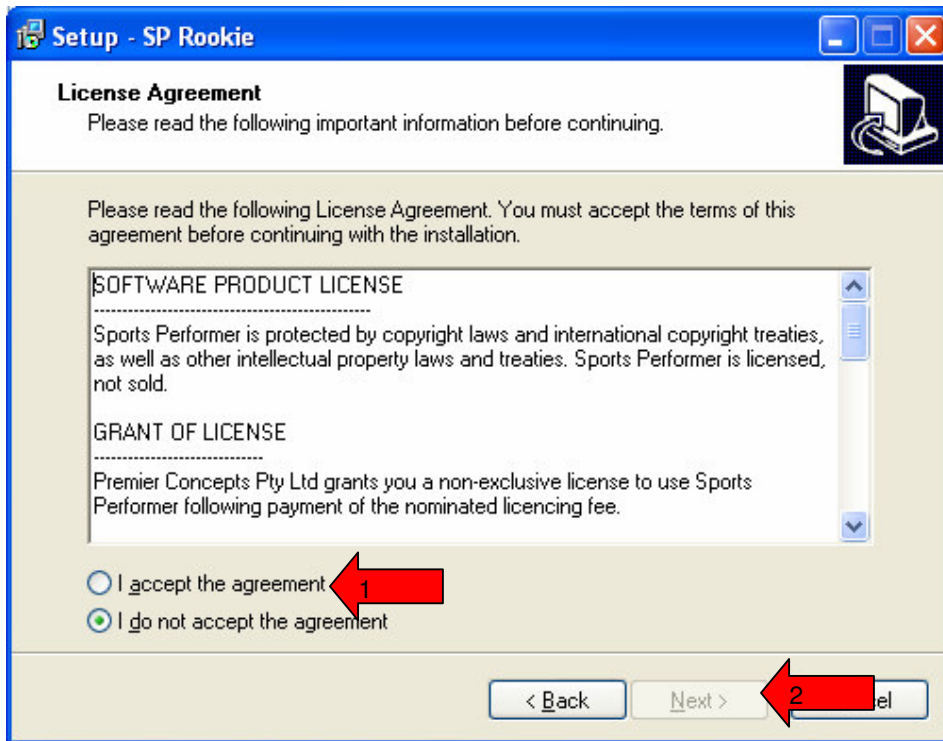 Setup - SP Rookie
License Agreement
Please read the following important information before continuing.
Please read the following License Agreement. You must accept the terms of this
agreement before continuing with the installation.
SOFTWARE PRODUCT LICENSE
------------------------------------------------
Sports Performer is protected by copyright laws and international copyright treaties,
as well as other intellectual property laws and treaties. Sports Performer is licensed,
not sold.
GRANT OF LICENSE
-----------------------------
Premier Concepts Pty Ltd grants you a non-exclusive license to use Sports
Performer following payment of the nominated licencing fee.
I accept the agreement
1
I do not accept the agreement
< Back
Next >
2
el